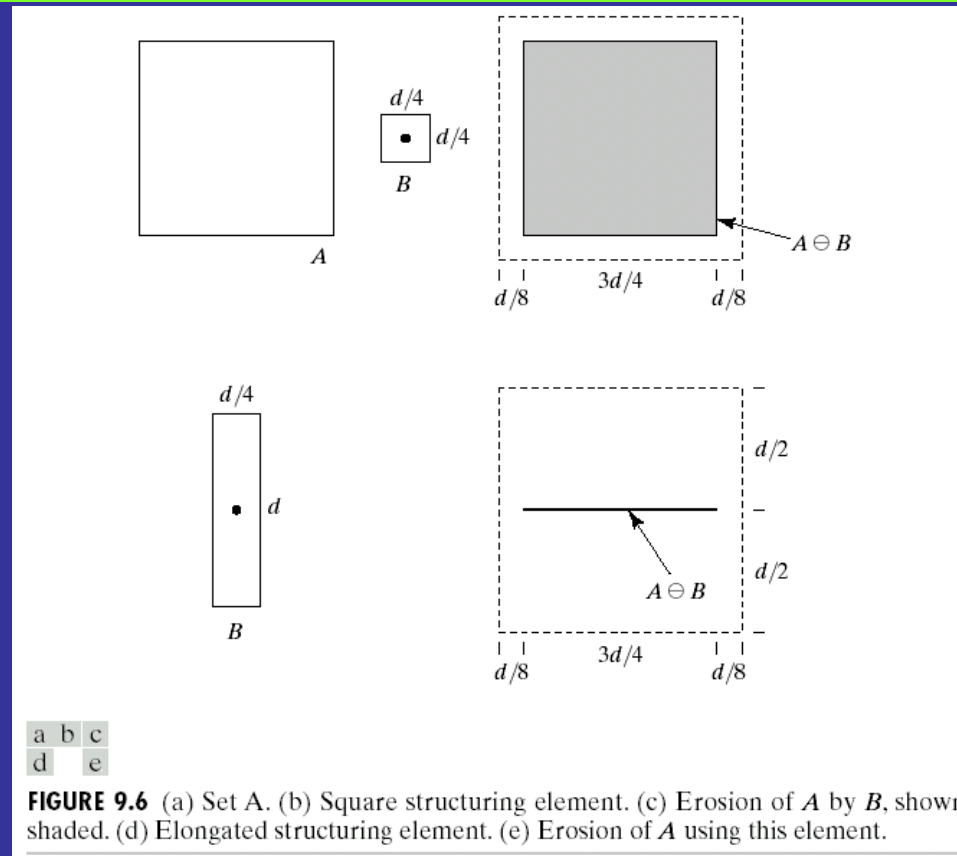 d/4
d/4
B
A
A ⊖ B
d/8
3d/4
d/8
d/4
d
B
d/2
d/2
A ⊖ B
d/8
3d/4
d/8
a b c
d e
FIGURE 9.6 (a) Set A. (b) Square structuring element. (c) Erosion of A by B, shown
shaded. (d) Elongated structuring element. (e) Erosion of A using this element.